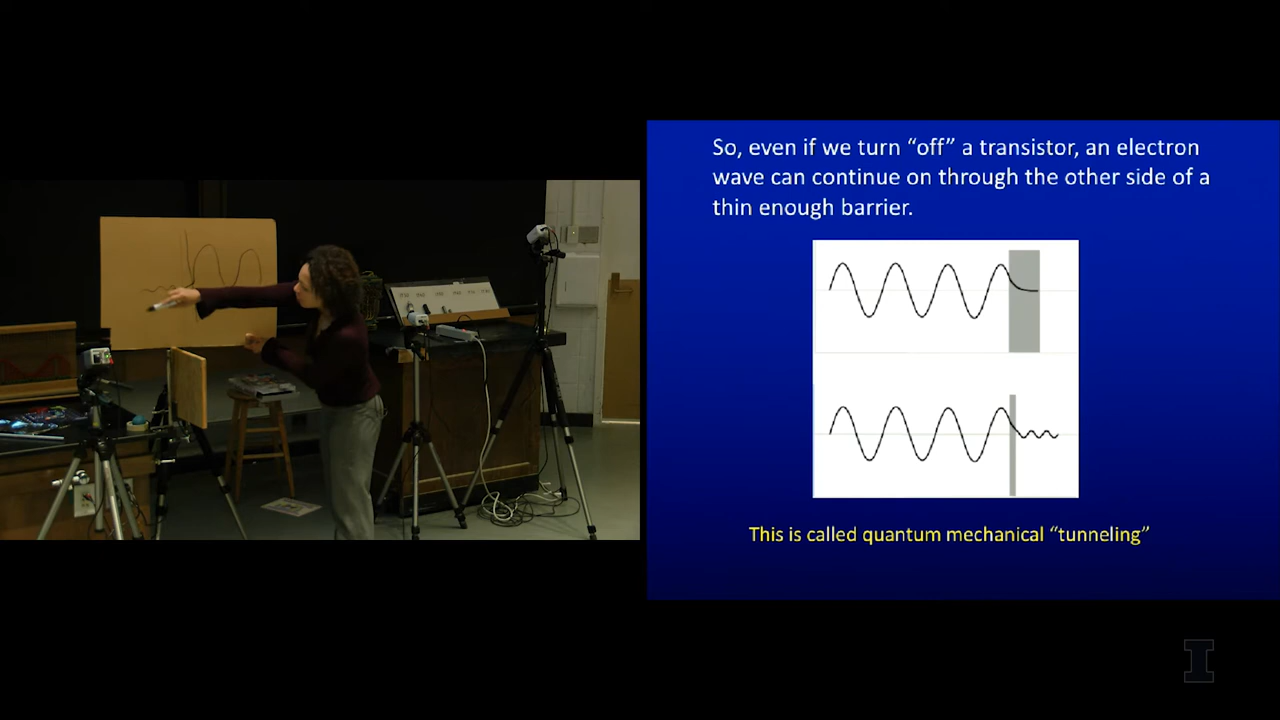 So, even if we turn “off” a transistor, an electron
wave can continue on through the other side of a
thin enough barrier.
This is called quantum mechanical “tunneling”
I